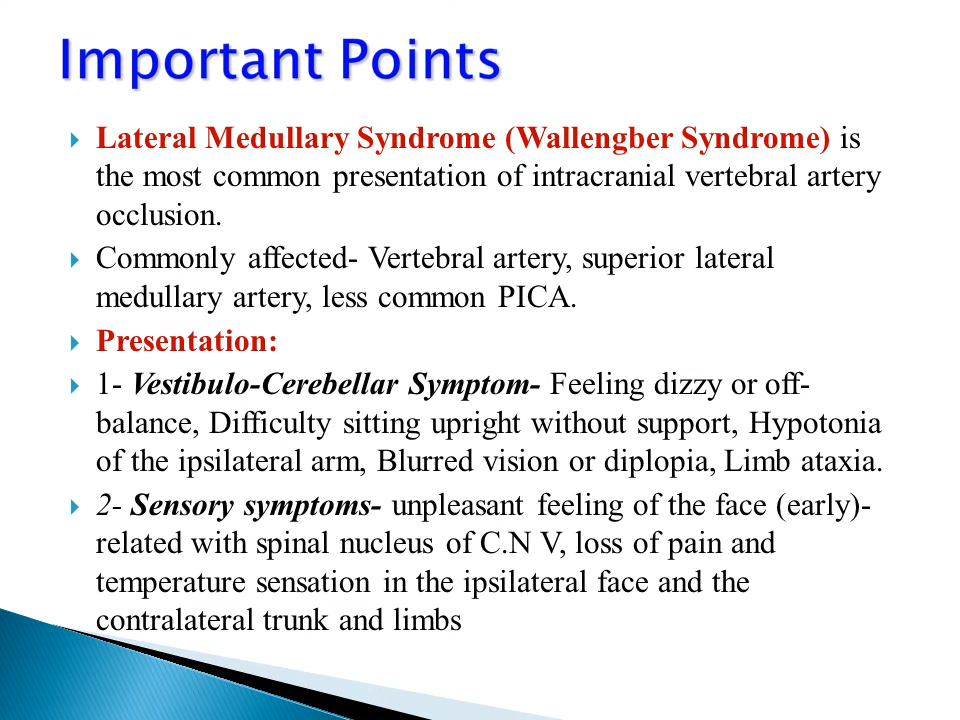 Important Points
Lateral Medullary Syndrome (Wallengber Syndrome) is
the most common presentation of intracranial vertebral artery
occlusion.
Commonly affected- Vertebral artery, superior lateral
medullary artery, less common PICA.
Presentation:
1- Vestibulo-Cerebellar Symptom- Feeling dizzy or off-
balance, Difficulty sitting upright without support, Hypotonia
of the ipsilateral arm, Blurred vision or diplopia, Limb ataxia.
2- Sensory symptoms- unpleasant feeling of the face (early)-
related with spinal nucleus of C.N V, loss of pain and
temperature sensation in the ipsilateral face and the
contralateral trunk and limbs